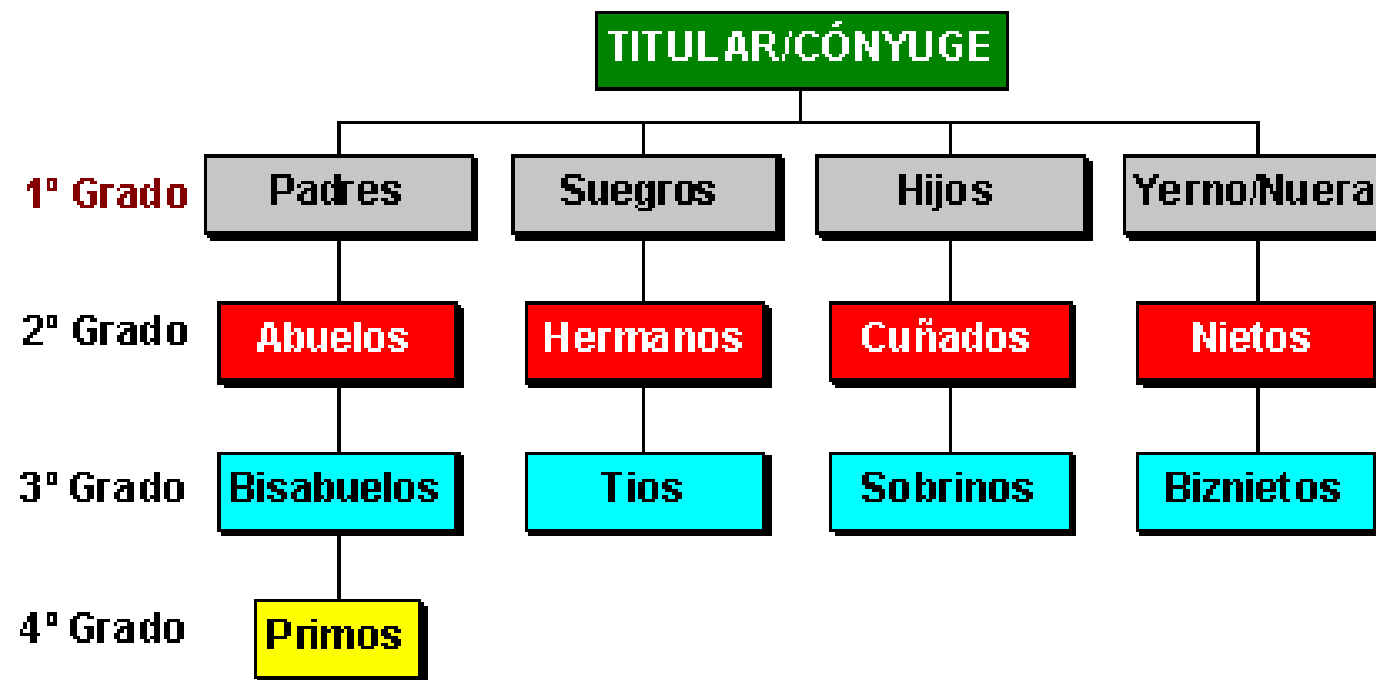 TITULAR/CÓNYUGE
1º Grado Padres Suegros Hijos Yerno/Nuera
2º Grado Abuelos Hermanos Cuñados Nietos
3º Grado Bisabuelos Tios Sobrinos Biznietos
4º Grado Primos